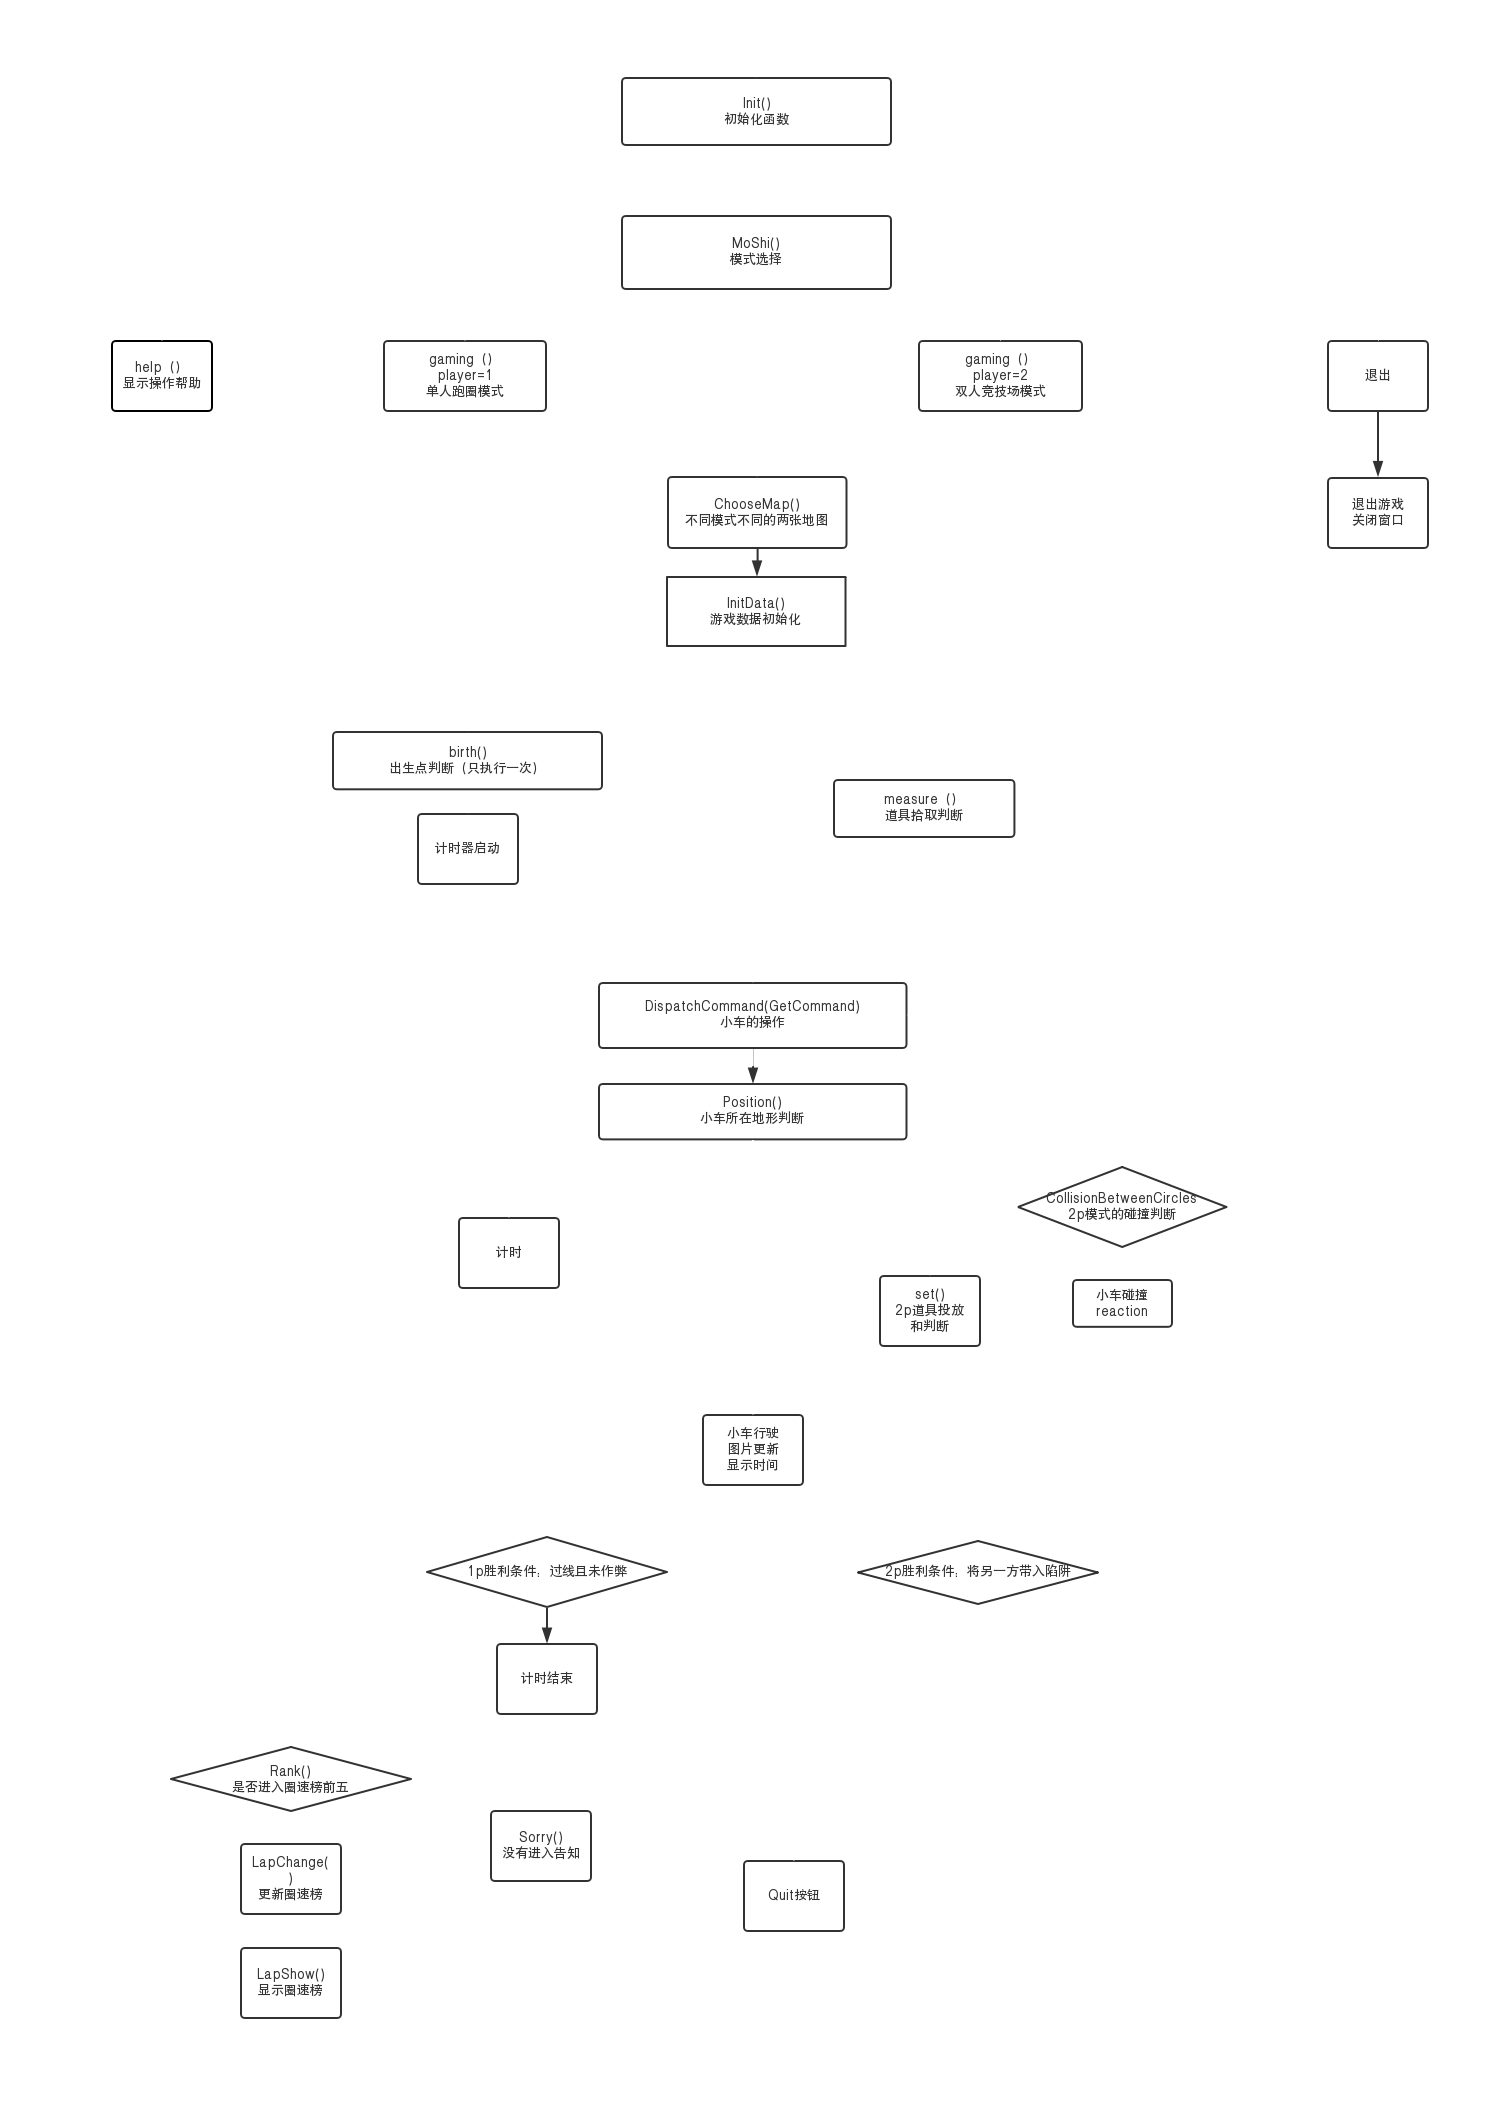 Init()
初始化函数
MoShi()
模式选择
help（）
显示操作帮助
gaming（）
player=1
单人跑圈模式
gaming（）
player=2
双人竞技场模式
退出
ChooseMap()
不同模式不同的两张地图
退出游戏
关闭窗口
InitData()
游戏数据初始化
birth()
出生点判断（只执行一次）
measure（）
道具拾取判断
计时器启动
DispatchCommand(GetCommand)
小车的操作
Position()
小车所在地形判断
CollisionBetweenCircles
2p模式的碰撞判断
计时
set()
2p道具投放
和判断
小车碰撞
reaction
小车行驶
图片更新
显示时间
1p胜利条件：过线且未作弊
2p胜利条件：将另一方带入陷阱
计时结束
Rank()
是否进入圈速榜前五
Sorry()
没有进入告知
LapChange(
)
更新圈速榜
Quit按钮
LapShow()
显示圈速榜